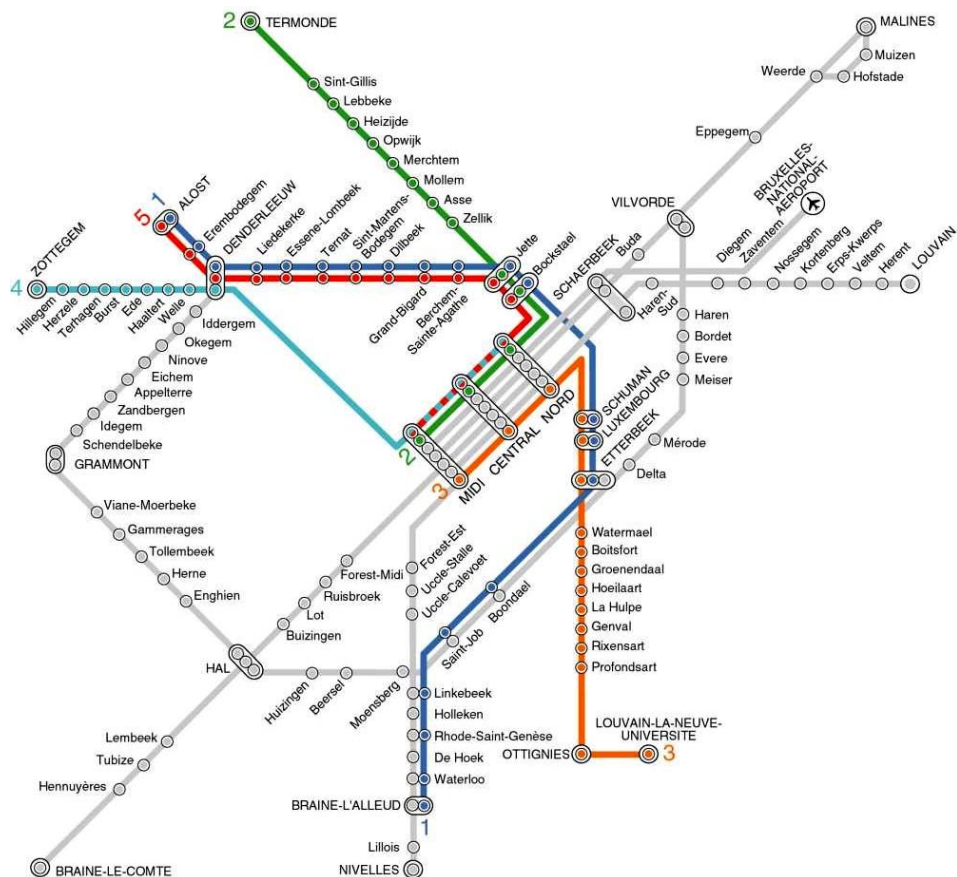 2 TERMONDE
Sint-Gillis
Lebbeke
Heizijde
Opwijk
Merchtem
Mollem
Asse
Zellik
MALINES
Muizen
Weerde
Hofstade
Eppegem
BRUXELLES-
NATIONAL-
AEROPORT
VILVORDE
Buda
5
1
ALOST
Erembodegem
DENDERLEEUW
Liedekerke
Essene-Lombeek
Ternat
Sint-Martens-
Bodegem
Dilbeek
Grand-Bigard
Berchem-
Sainte-Agathe
Jette
Bockstael
SCHAERBEEK
Haren-
Sud
Diegem
Zaventem
Nossegem
Kortenberg
Erps-Kwerps
Veltem
Herent
LOUVAIN
4
ZOTTEGEM
Hillegem
Herzele
Terhagen
Burst
Ede
Haaltert
Welle
Iddergem
Okegem
Ninove
Eichem
Appelterre
Zandbergen
Idegem
Schendelbeke
GRAMMONT
Haren
Bordet
Evere
Meiser
Mérode
Delta
SCHUMAN
LUXEMBOURG
ETTERBEEK
NORD
CENTRAL
MIDI
2
3
Viane-Moerbeke
Gammerages
Tollembeek
Herne
Enghien
HAL
Forest-Midi
Ruisbroek
Lot
Buizingen
Forest-Est
Uccle-Stalle
Uccle-Calevoet
Boondael
Saint-Job
Watermael
Boitsfort
Groenendaal
Hoeilaart
La Hulpe
Genval
Rixensart
Profondsart
Huizingen
Beersel
Moensberg
Linkebeek
Holleken
Rhode-Saint-Genèse
De Hoek
Waterloo
BRAINE-L'ALLEUD
1
OTTIGNIES
LOUVAIN-LA-NEUVE-
UNIVERSITE
3
Lembeek
Tubize
Hennuyères
BRAINE-LE-COMTE
Lillois
NIVELLES